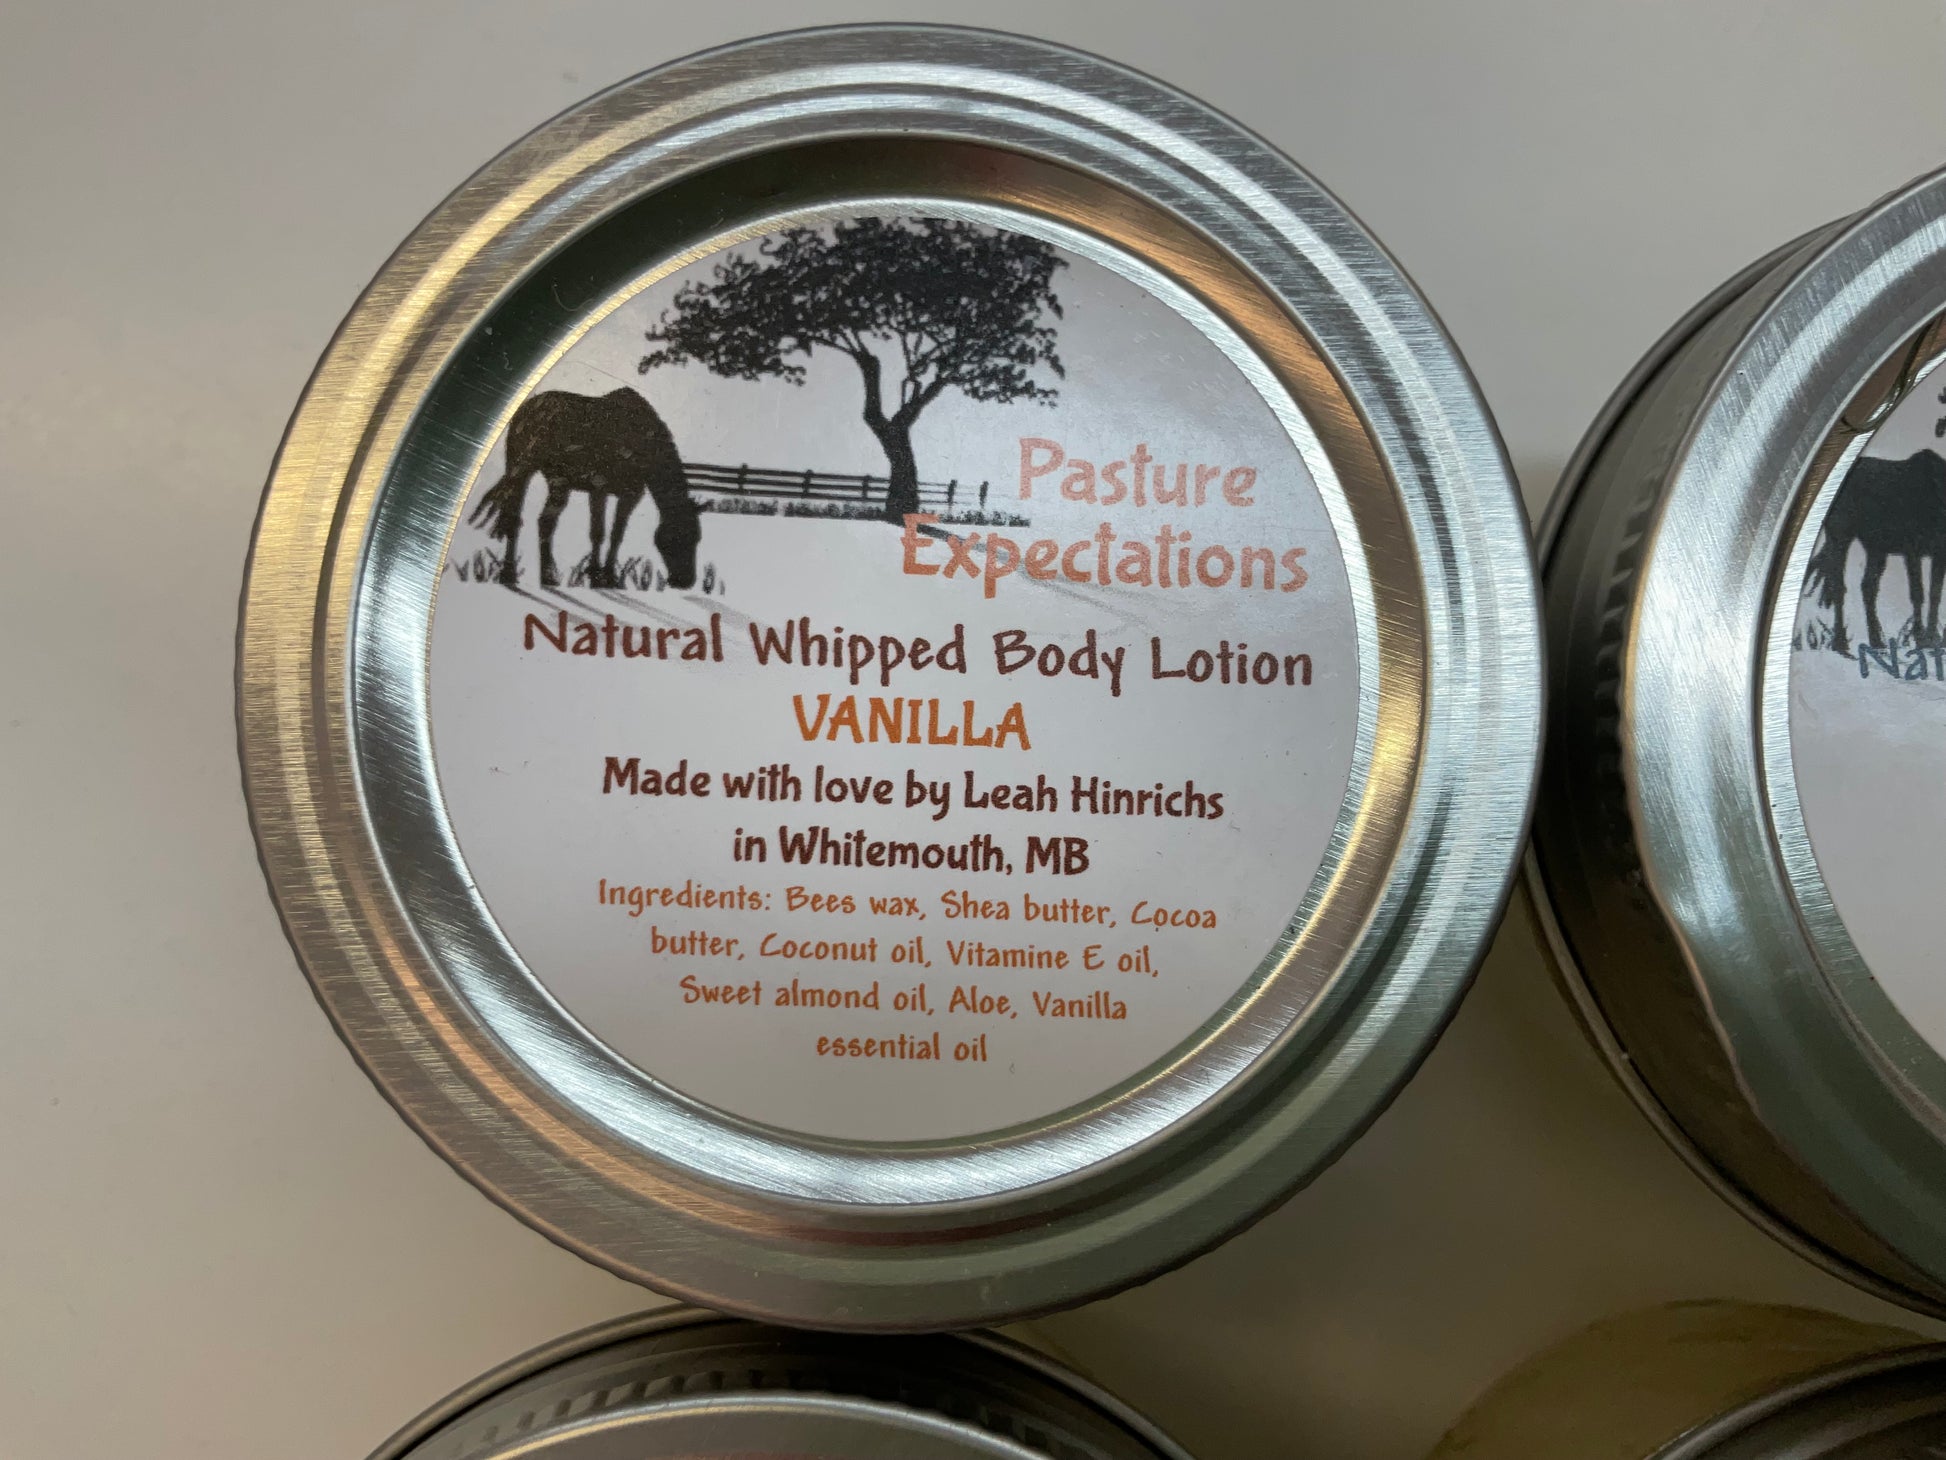 Pasture
Expectations
Natural Whipped Body Lotion
VANILLA
Made with love by Leah Hinrichs
in Whitemouth, MB
Ingredients: Bees wax, Shea butter, Cocoa
butter, Coconut oil, Vitamine E oil,
Sweet almond oil, Aloe, Vanilla
essential oil